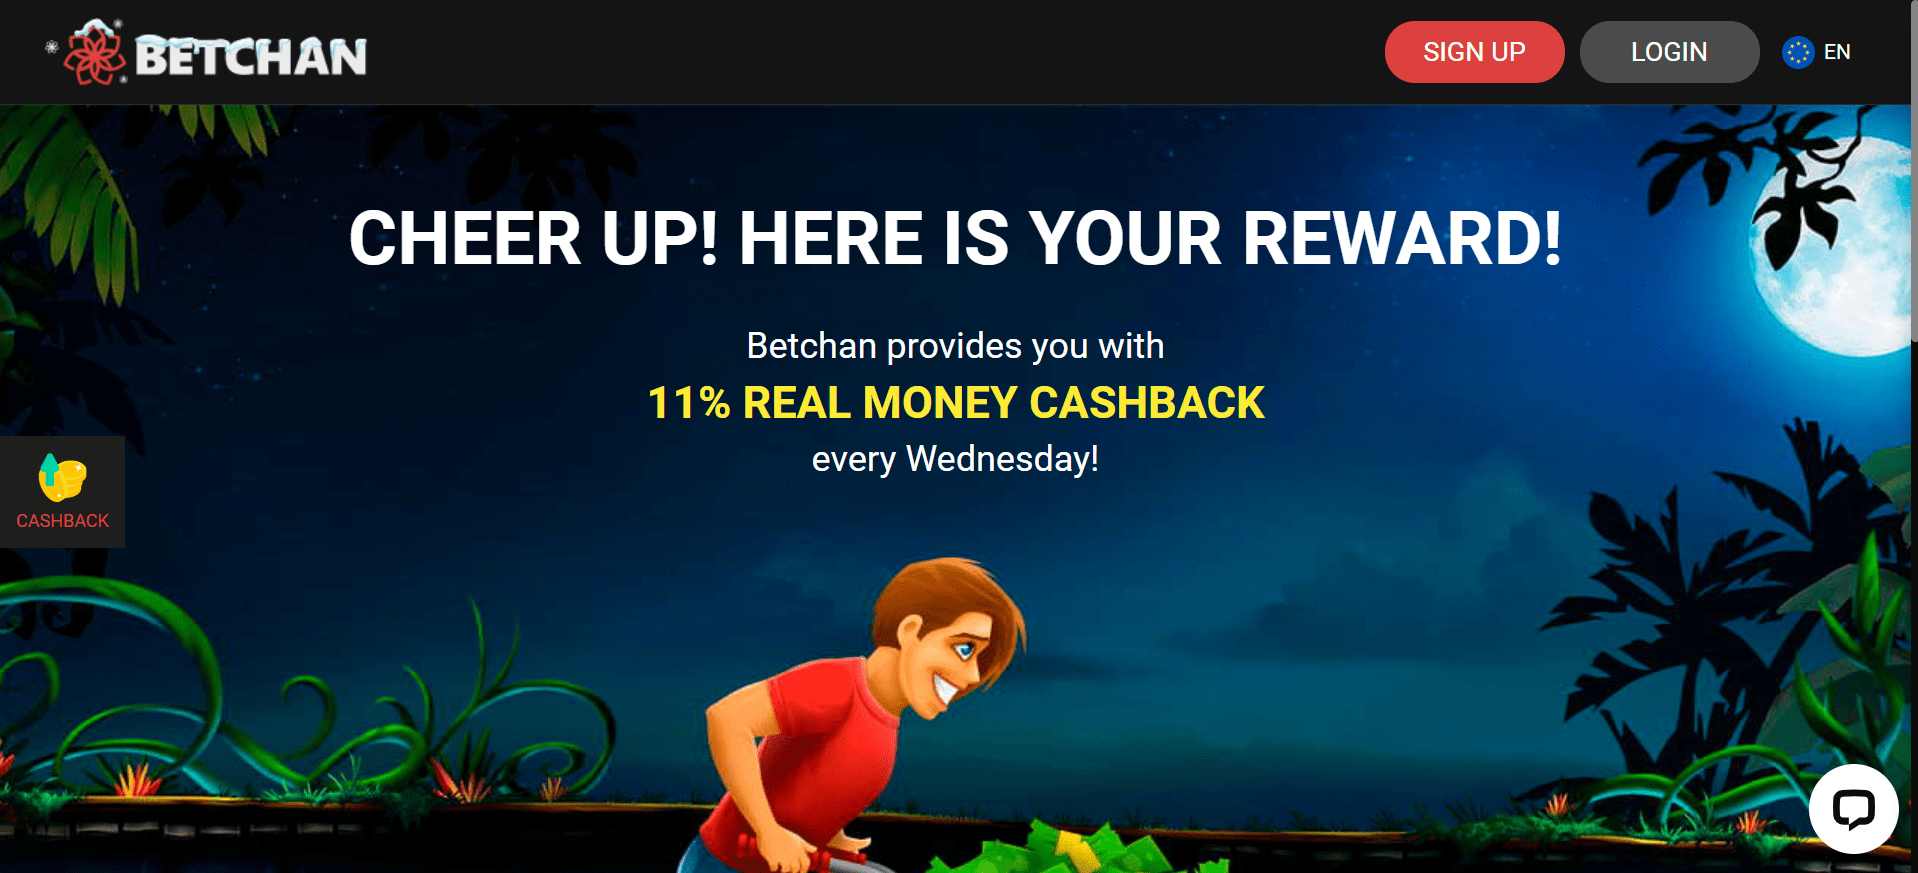 BETCHAN
SIGN UP
LOGIN
EN
CHEER UP! HERE IS YOUR REWARD!
Betchan provides you with
11% REAL MONEY CASHBACK
every Wednesday!
CASHBACK